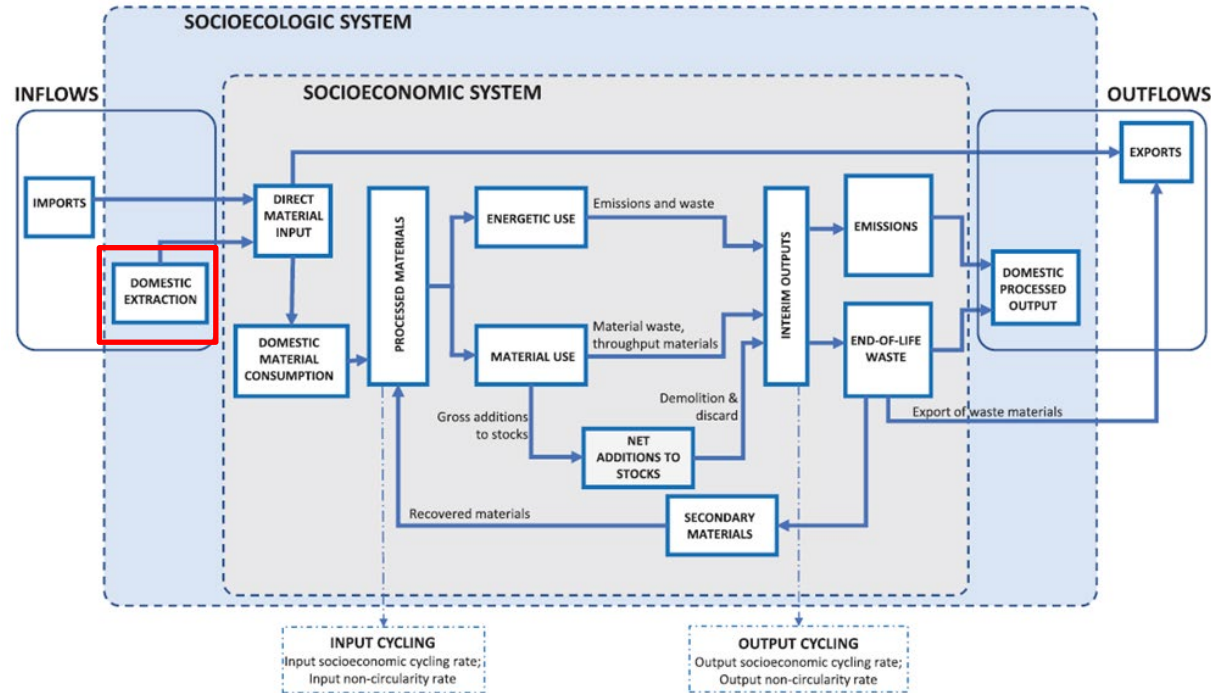 SOCIOECOLOGIC SYSTEM
INFLOWS
SOCIOECONOMIC SYSTEM
OUTFLOWS
IMPORTS
DOMESTIC
EXTRACTION
DIRECT
MATERIAL
INPUT
DOMESTIC
MATERIAL
CONSUMPTION
PROCESSED MATERIALS
ENERGETIC USE
Emissions and waste
MATERIAL USE
Material waste,
throughput materials
Gross additions
to stocks
NET
ADDITIONS TO
STOCKS
Demolition &
discard
INTERIM OUTPUTS
EMISSIONS
END-OF-LIFE
WASTE
EXPORTS
DOMESTIC
PROCESSED
OUTPUT
Export of waste materials
SECONDARY
MATERIALS
Recovered materials
INPUT CYCLING
Input socioeconomic cycling rate;
Input non-circularity rate
OUTPUT CYCLING
Output socioeconomic cycling rate;
Output non-circularity rate